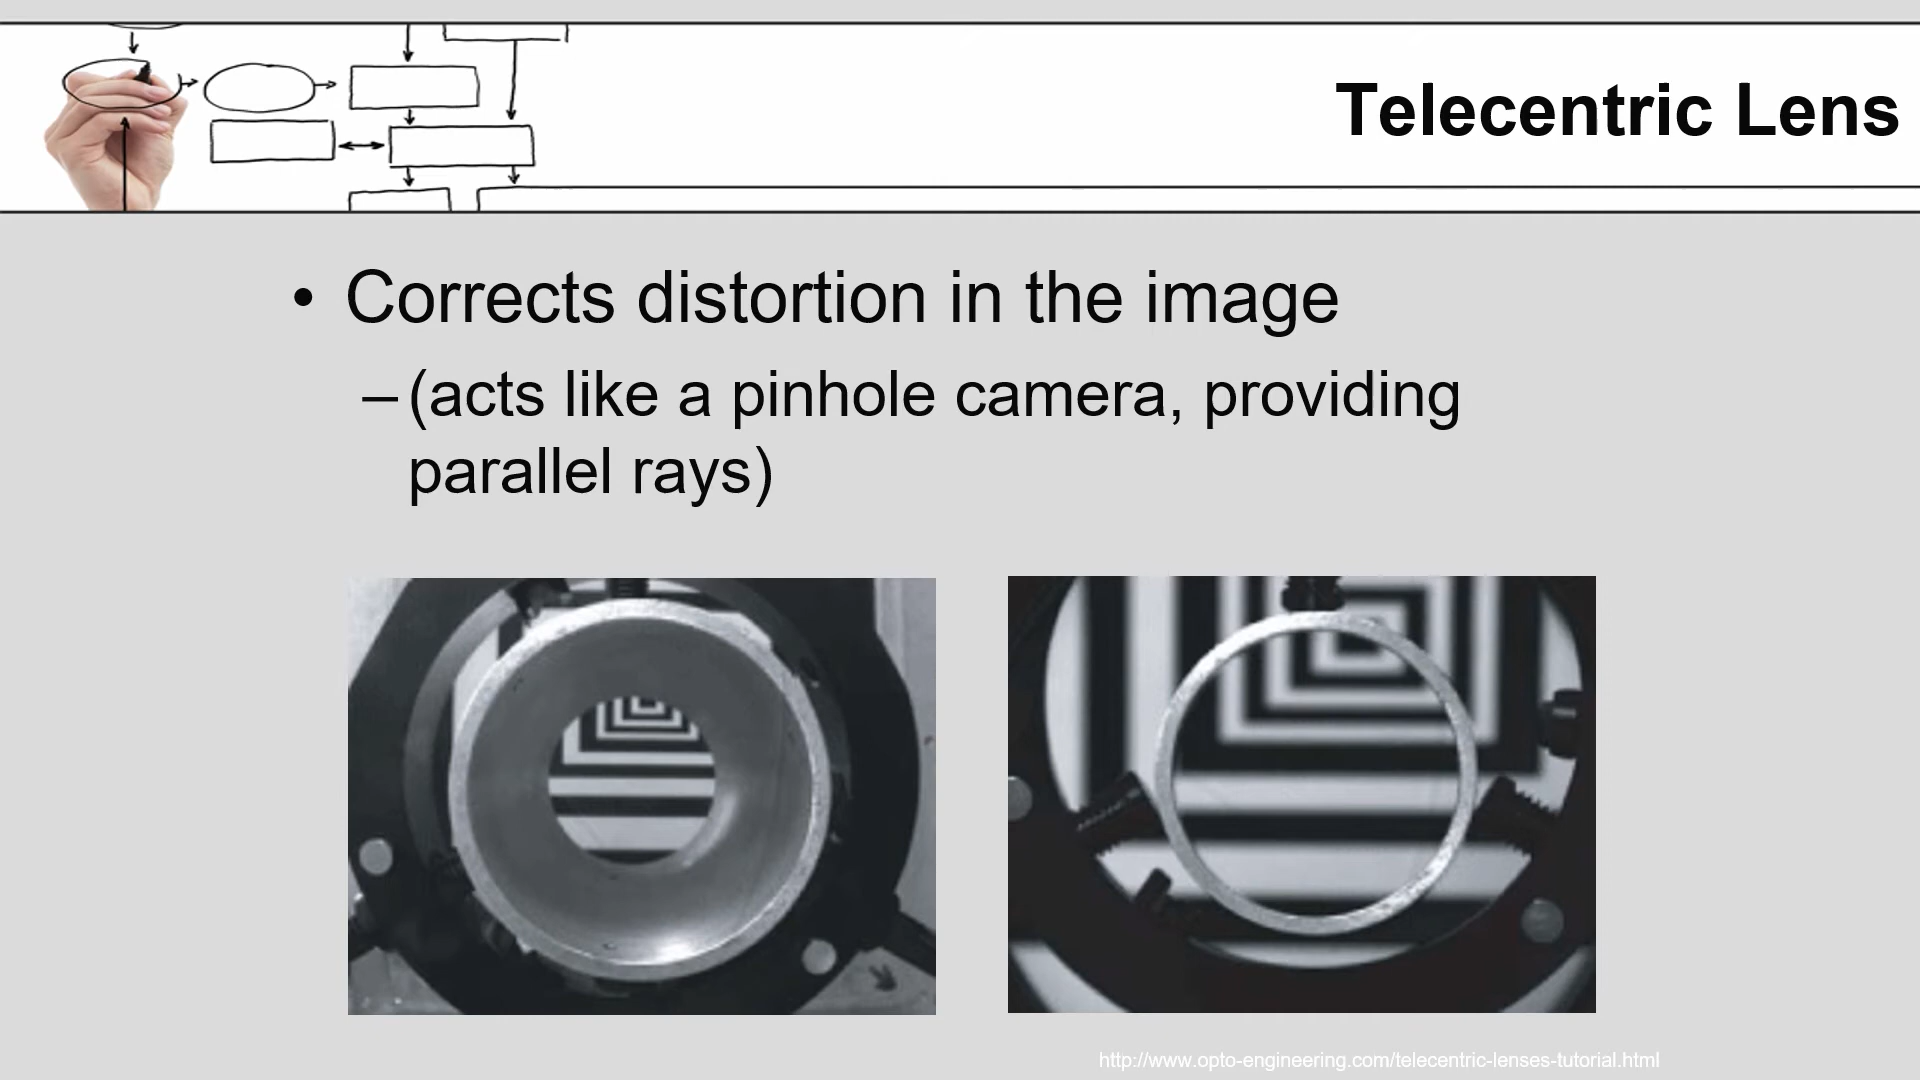 Telecentric Lens
• Corrects distortion in the image
– (acts like a pinhole camera, providing
parallel rays)
http://www.opto-engineering.com/telecentric-lenses-tutorial.html